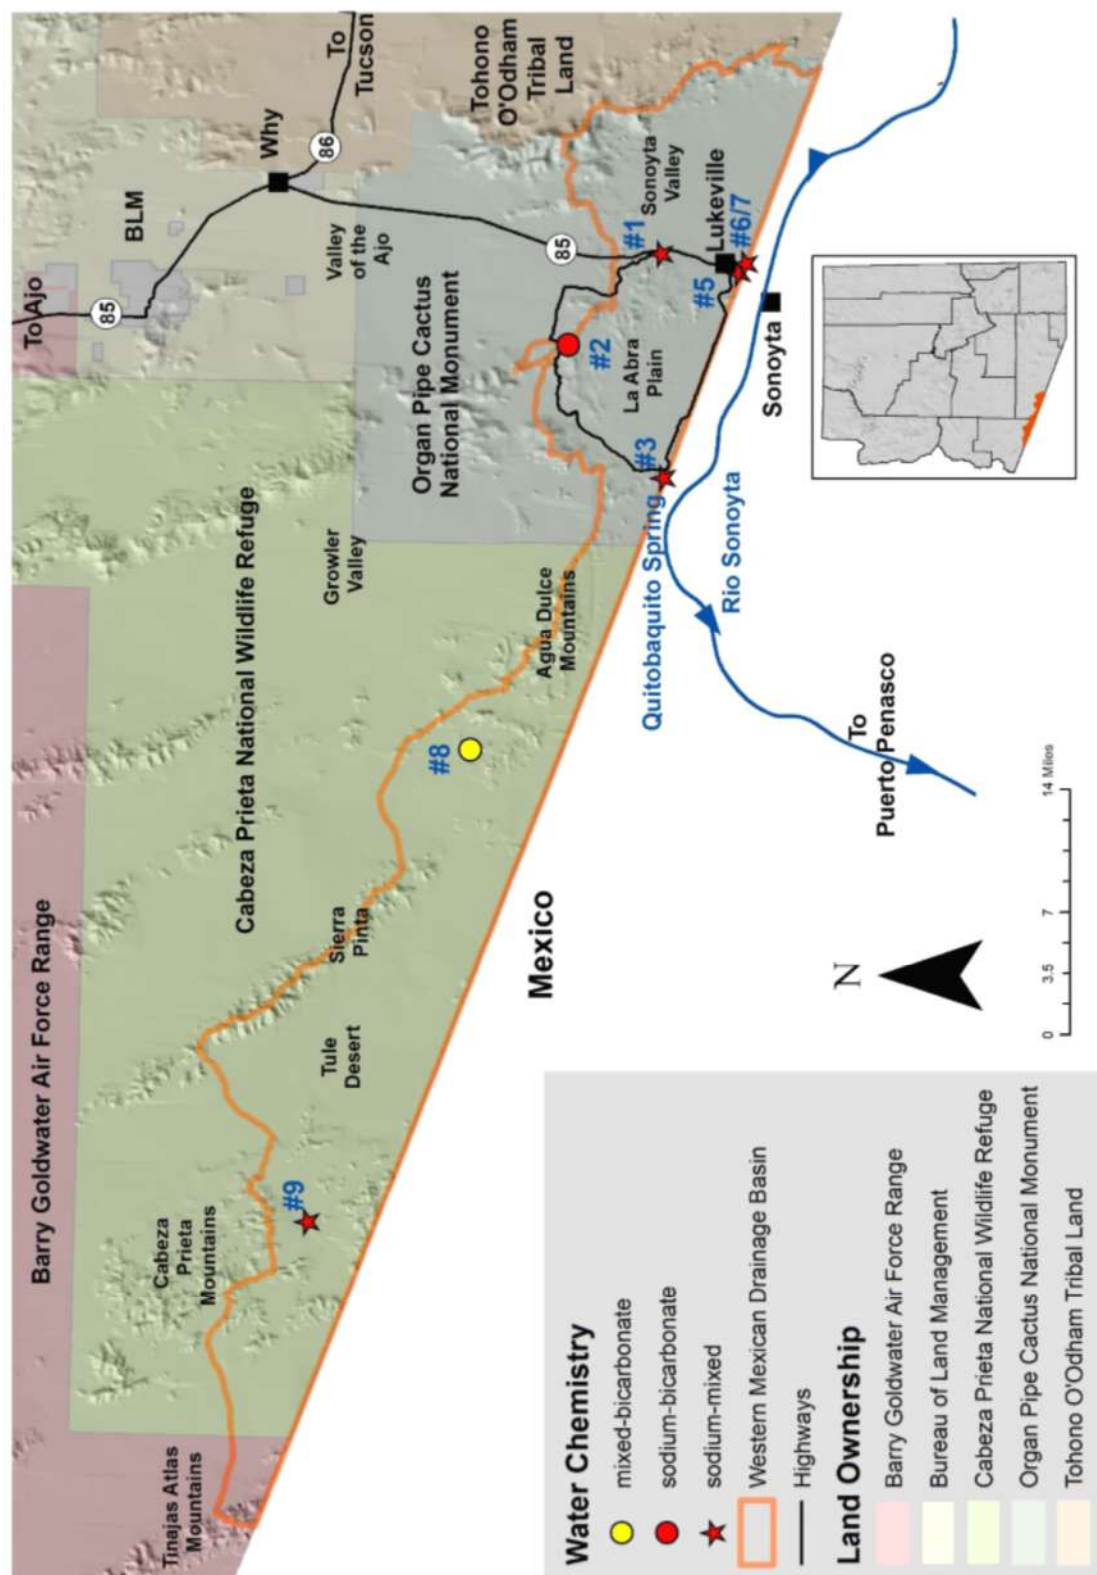 Barry Goldwater Air Force Range
To Ajo
85
BLM
Why
To
Tucson
86
Tinajas Atlas
Mountains
Cabeza
Prieta
Mountains
Cabeza Prieta National Wildlife Refuge
Valley
of the
Ajo
Tohono
O'Odham
Tribal
Land
#9
Tule
Desert
Sierra
Pinta
Growler
Valley
Organ Pipe Cactus
National Monument
85
#8
Agua Dulce
Mountains
#2
#1
Sonoyta
Valley
La Abra
Plain
#3
Quitobaquito Spring
#5
Lukeville
#6/7
Mexico
Rio Sonoyta
Sonoyta
To
Puerto Penasco
N
0
3.5
7
14 Miles
Water Chemistry
mixed-bicarbonate
sodium-bicarbonate
sodium-mixed
Western Mexican Drainage Basin
Highways
Land Ownership
Barry Goldwater Air Force Range
Bureau of Land Management
Cabeza Prieta National Wildlife Refuge
Organ Pipe Cactus National Monument
Tohono O'Odham Tribal Land